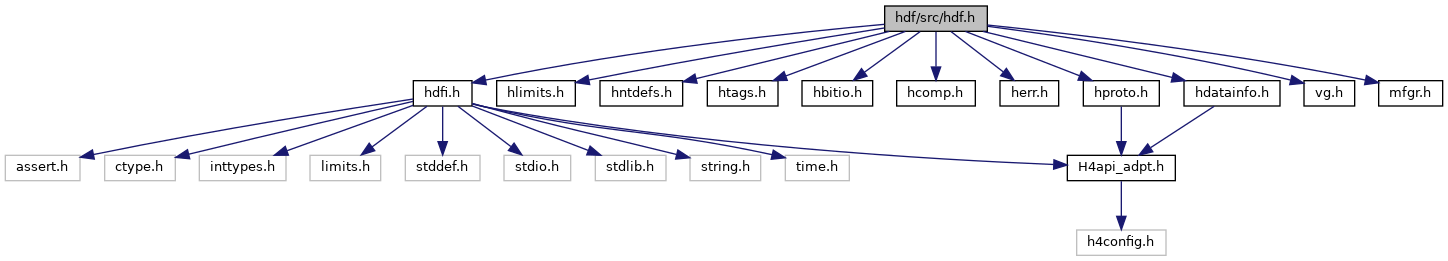 hdf/src/hdf.h
hdfi.h
hlimits.h
hntdefs.h
htags.h
hbitio.h
hcomp.h
herr.h
hproto.h
hdatainfo.h
vg.h
mfgr.h
assert.h
ctype.h
inttypes.h
limits.h
stddef.h
stdio.h
stdlib.h
string.h
time.h
H4api_adpt.h
h4config.h